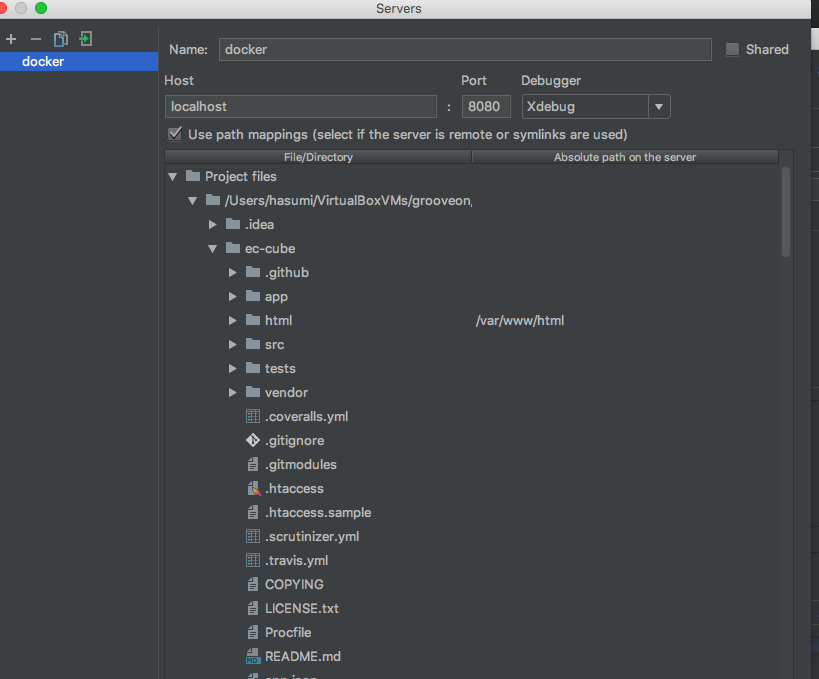 Servers
docker
Name: docker Shared
Host Port Debugger
localhost : 8080 Xdebug
Use path mappings (select if the server is remote or symlinks are used)
File/Directory Absolute path on the server
Project files
/Users/hasumi/VirtualBoxVMs/grooveon
.idea
ec-cube
.github
app
html /var/www/html
src
tests
vendor
.coveralls.yml
.gitignore
.gitmodules
.htaccess
.htaccess.sample
.scrutinizer.yml
.travis.yml
COPYING
LICENSE.txt
Procfile
README.md